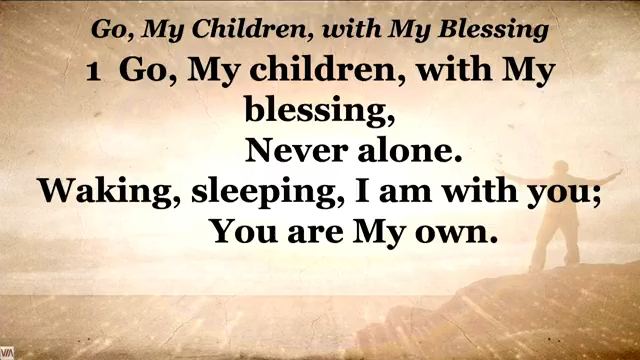 Go, My Children, with My Blessing
1 Go, My children, with My
blessing,
Never alone.
Waking, sleeping, I am with you;
You are My own.
VIA